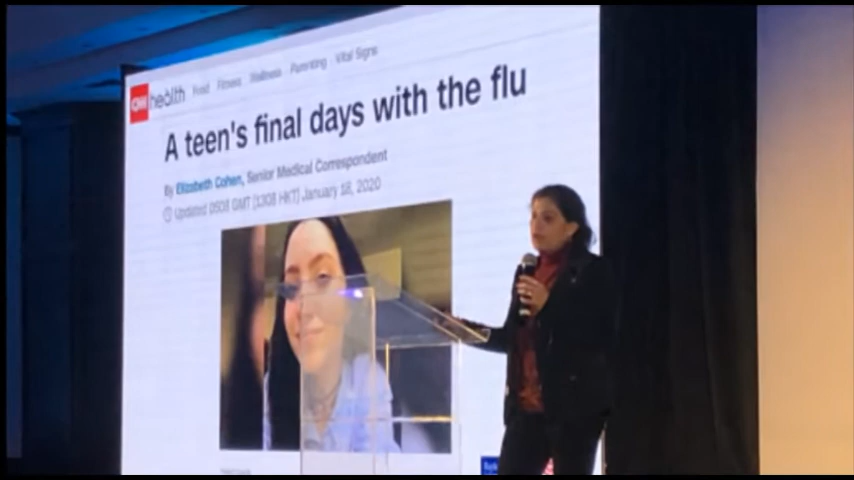 CNN health Food Fitness Wellness Parenting Vital Signs
A teen's final days with the flu
By Elizabeth Cohen, Senior Medical Correspondent
Updated 0508 GMT (1308 HKT) January 18, 2020